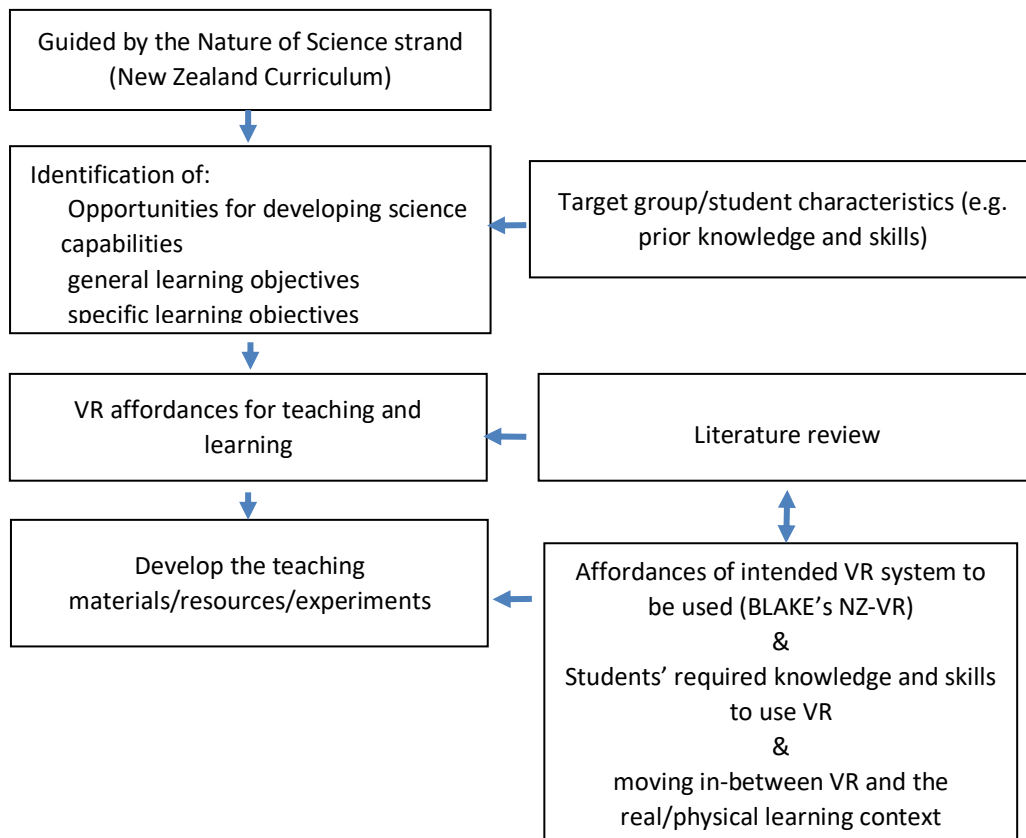 Guided by the Nature of Science strand
(New Zealand Curriculum)
Identification of:
Opportunities for developing science
capabilities
general learning objectives
specific learning objectives
Target group/student characteristics (e.g.
prior knowledge and skills)
VR affordances for teaching and
learning
Literature review
Develop the teaching
materials/resources/experiments
Affordances of intended VR system to
be used (BLAKE’s NZ-VR)
&
Students’ required knowledge and skills
to use VR
&
moving in-between VR and the
real/physical learning context